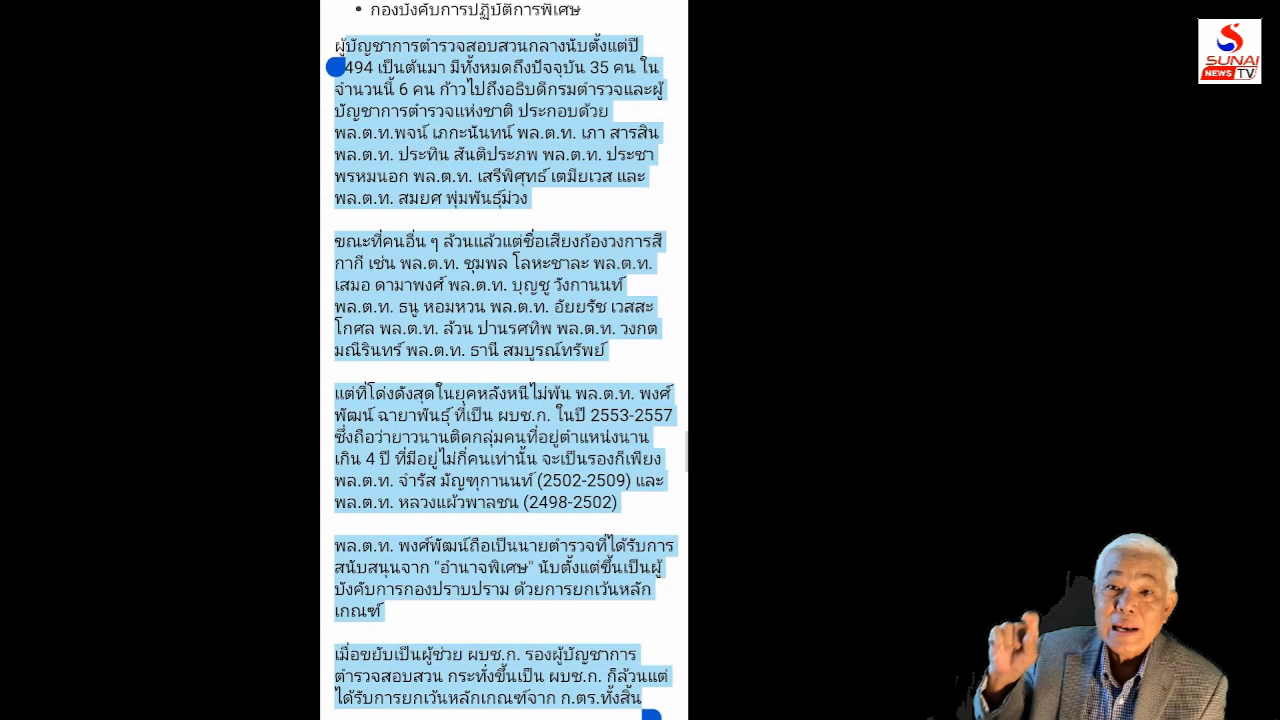 กองบังคับการปฏิบัติการพิเศษ
ผู้บัญชาการตำรวจสอบสวนกลางนับตั้งแต่ปี
494 เป็นต้นมา มีทั้งหมดถึงปัจจุบัน 35 คน ใน
จำนวนนี้ 6 คน ก้าวไปถึงอธิบดีกรมตำรวจและผู้
บัญชาการตำรวจแห่งชาติ ประกอบด้วย
พล.ต.ท.พจน์ เภกะนันทน์ พล.ต.ท. เภา สารสิน
พล.ต.ท. ประทิน สันติประภพ พล.ต.ท. ประชา
พรหมนอก พล.ต.ท. เสรีพิศุทธ์ เตมียเวส และ
พล.ต.ท. สมยศ พุ่มพันธุ์ม่วง
ขณะที่คนอื่น ๆ ล้วนแล้วแต่ชื่อเสียงก้องวงการสี
กากี เช่น พล.ต.ท. ชุมพล โลหะชาละ พล.ต.ท.
เสมอ ดามาพงศ์ พล.ต.ท. บุญชู วังกานนท์
พล.ต.ท. ธนู หอมหวน พล.ต.ท. อัยยรัช เวสสะ
โกศล พล.ต.ท. ล้วน ปานรศทิพ พล.ต.ท. วงกต
มณีรินทร์ พล.ต.ท. ธานี สมบูรณ์ทรัพย์
แต่ที่โด่งดังสุดในยุคหลังหนีไม่พ้น พล.ต.ท. พงศ์
พัฒน์ ฉายาพันธุ์ ที่เป็น ผบช.ก. ในปี 2553-2557
ซึ่งถือว่ายาวนานติดกลุ่มคนที่อยู่ตำแหน่งนาน
เกิน 4 ปี ที่มีอยู่ไม่กี่คนเท่านั้น จะเป็นรองก็เพียง
พล.ต.ท. จำรัส มัณฑุกานนท์ (2502-2509) และ
พล.ต.ท. หลวงแผ้วพาลชน (2498-2502)
พล.ต.ท. พงศ์พัฒน์ถือเป็นนายตำรวจที่ได้รับการ
สนับสนุนจาก "อำนาจพิเศษ" นับตั้งแต่ขึ้นเป็นผู้
บังคับการกองปราบปราม ด้วยการยกเว้นหลัก
เกณฑ์
เมื่อขยับเป็นผู้ช่วย ผบช.ก. รองผู้บัญชาการ
ตำรวจสอบสวน กระทั่งขึ้นเป็น ผบช.ก. ก็ล้วนแต่
ได้รับการยกเว้นหลักเกณฑ์จาก ก.ตร.ทั้งสิ้น
SUNAI
NEWS TV